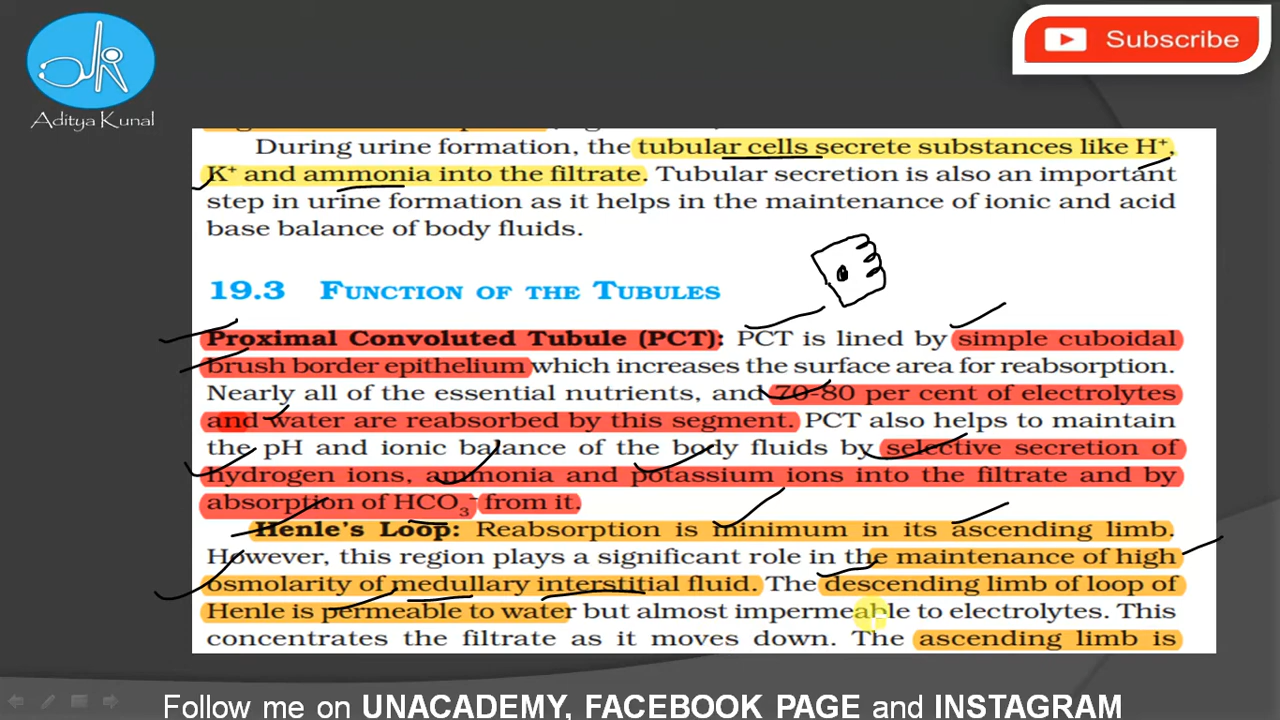 Aditya Kunal
Subscribe
During urine formation, the tubular cells secrete substances like H⁺,
K⁺ and ammonia into the filtrate. Tubular secretion is also an important
step in urine formation as it helps in the maintenance of ionic and acid
base balance of body fluids.
19.3 FUNCTION OF THE TUBULES
Proximal Convoluted Tubule (PCT): PCT is lined by simple cuboidal
brush border epithelium which increases the surface area for reabsorption.
Nearly all of the essential nutrients, and 70-80 per cent of electrolytes
and water are reabsorbed by this segment. PCT also helps to maintain
the pH and ionic balance of the body fluids by selective secretion of
hydrogen ions, ammonia and potassium ions into the filtrate and by
absorption of HCO₃⁻ from it.
Henle's Loop: Reabsorption is minimum in its ascending limb.
However, this region plays a significant role in the maintenance of high
osmolarity of medullary interstitial fluid. The descending limb of loop of
Henle is permeable to water but almost impermeable to electrolytes. This
concentrates the filtrate as it moves down. The ascending limb is
Follow me on UNACADEMY, FACEBOOK PAGE and INSTAGRAM